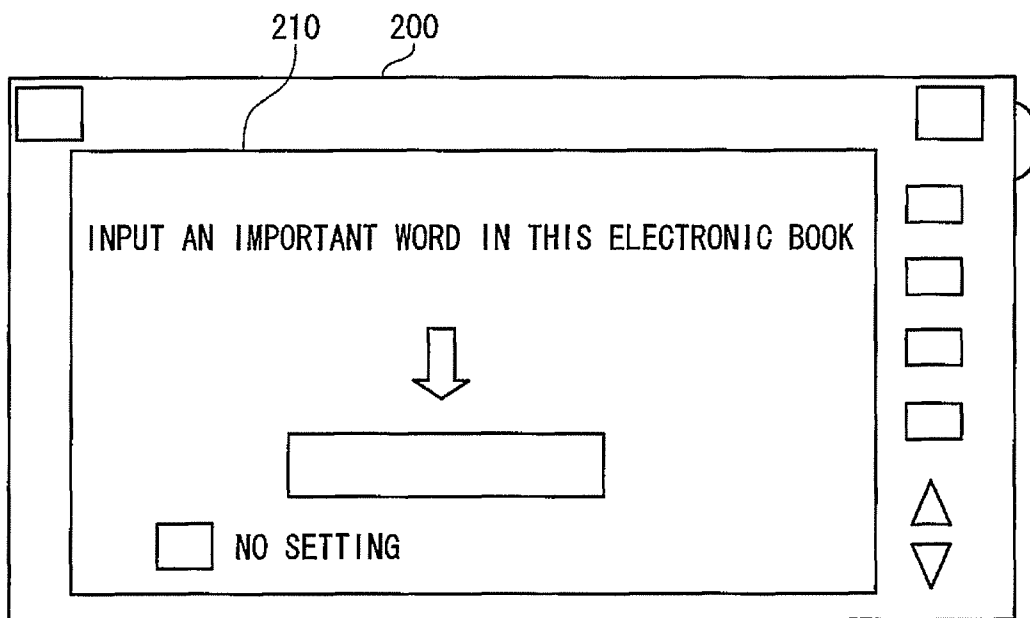 210 200
INPUT AN IMPORTANT WORD IN THIS ELECTRONIC BOOK
NO SETTING